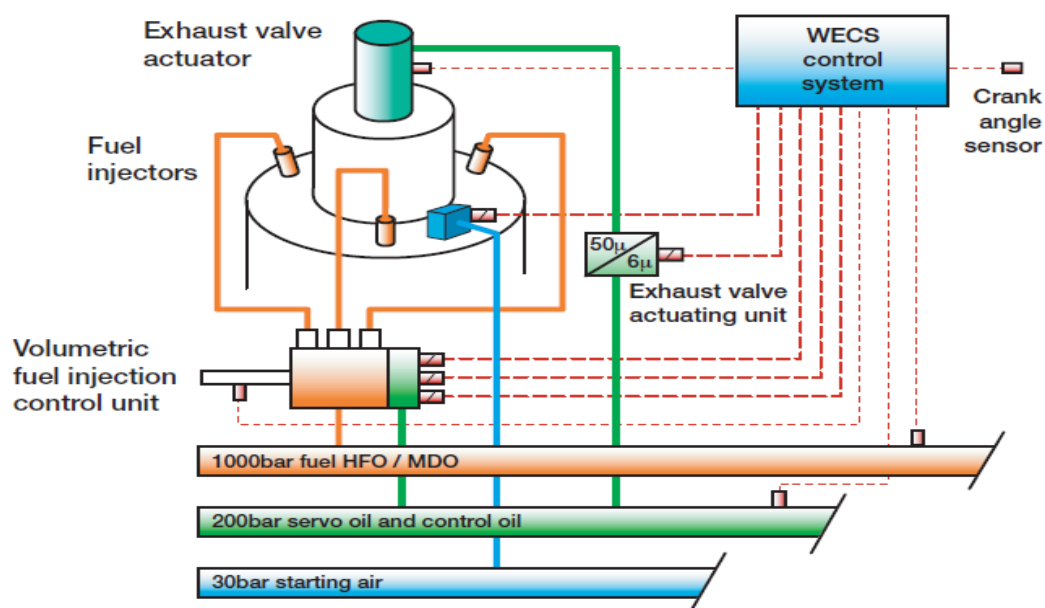 Exhaust valve
actuator
WECS
control
system
Crank
angle
sensor
Fuel
injectors
50µ
6µ
Exhaust valve
actuating unit
Volumetric
fuel injection
control unit
1000bar fuel HFO / MDO
200bar servo oil and control oil
30bar starting air